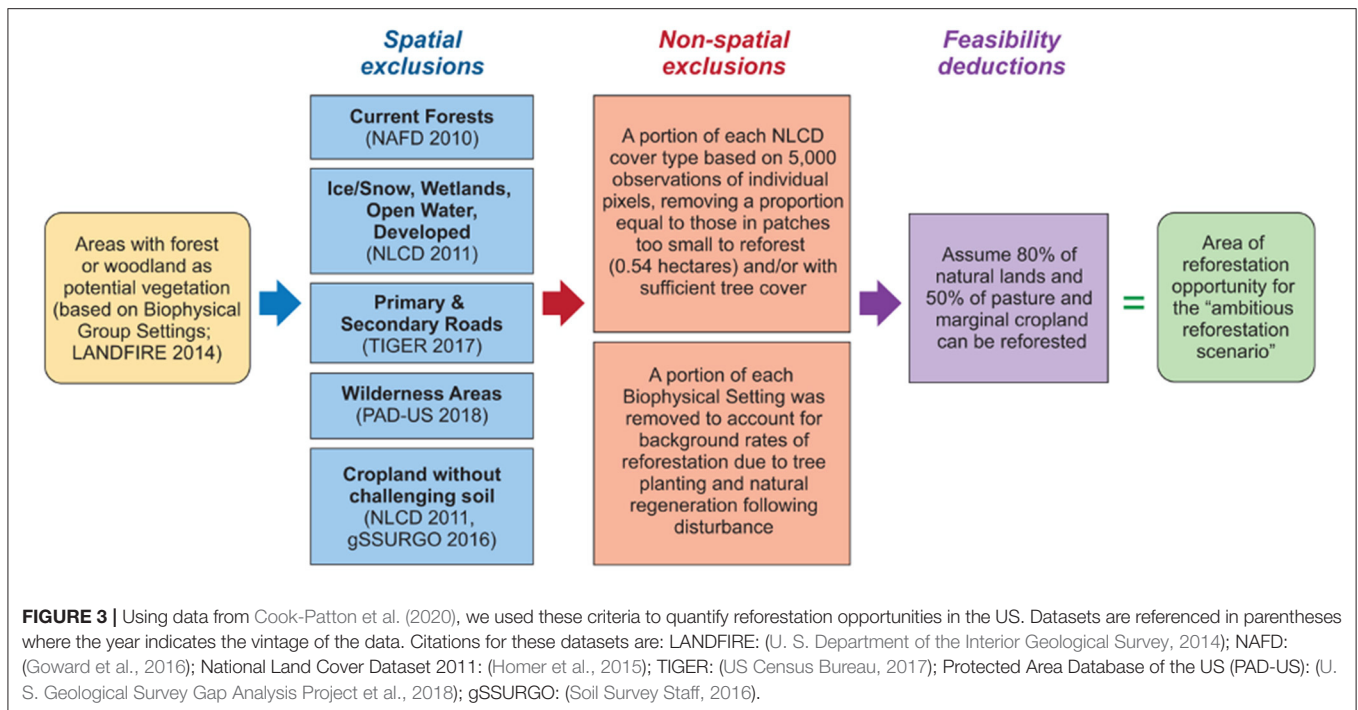 Spatial
exclusions
Non-spatial
exclusions
Feasibility
deductions
Areas with forest
or woodland as
potential vegetation
(based on Biophysical
Group Settings;
LANDFIRE 2014)
Current Forests
(NAFD 2010)
Ice/Snow, Wetlands,
Open Water,
Developed
(NLCD 2011)
Primary &
Secondary Roads
(TIGER 2017)
Wilderness Areas
(PAD-US 2018)
Cropland without
challenging soil
(NLCD 2011,
gSSURGO 2016)
A portion of each NLCD
cover type based on 5,000
observations of individual
pixels, removing a proportion
equal to those in patches
too small to reforest
(0.54 hectares) and/or with
sufficient tree cover
A portion of each
Biophysical Setting was
removed to account for
background rates of
reforestation due to tree
planting and natural
regeneration following
disturbance
Assume 80% of
natural lands and
50% of pasture and
marginal cropland
can be reforested
=
Area of
reforestation
opportunity for
the “ambitious
reforestation
scenario”
FIGURE 3 | Using data from Cook-Patton et al. (2020), we used these criteria to quantify reforestation opportunities in the US. Datasets are referenced in parentheses
where the year indicates the vintage of the data. Citations for these datasets are: LANDFIRE: (U. S. Department of the Interior Geological Survey, 2014); NAFD:
(Goward et al., 2016); National Land Cover Dataset 2011: (Homer et al., 2015); TIGER: (US Census Bureau, 2017); Protected Area Database of the US (PAD-US): (U.
S. Geological Survey Gap Analysis Project et al., 2018); gSSURGO: (Soil Survey Staff, 2016).